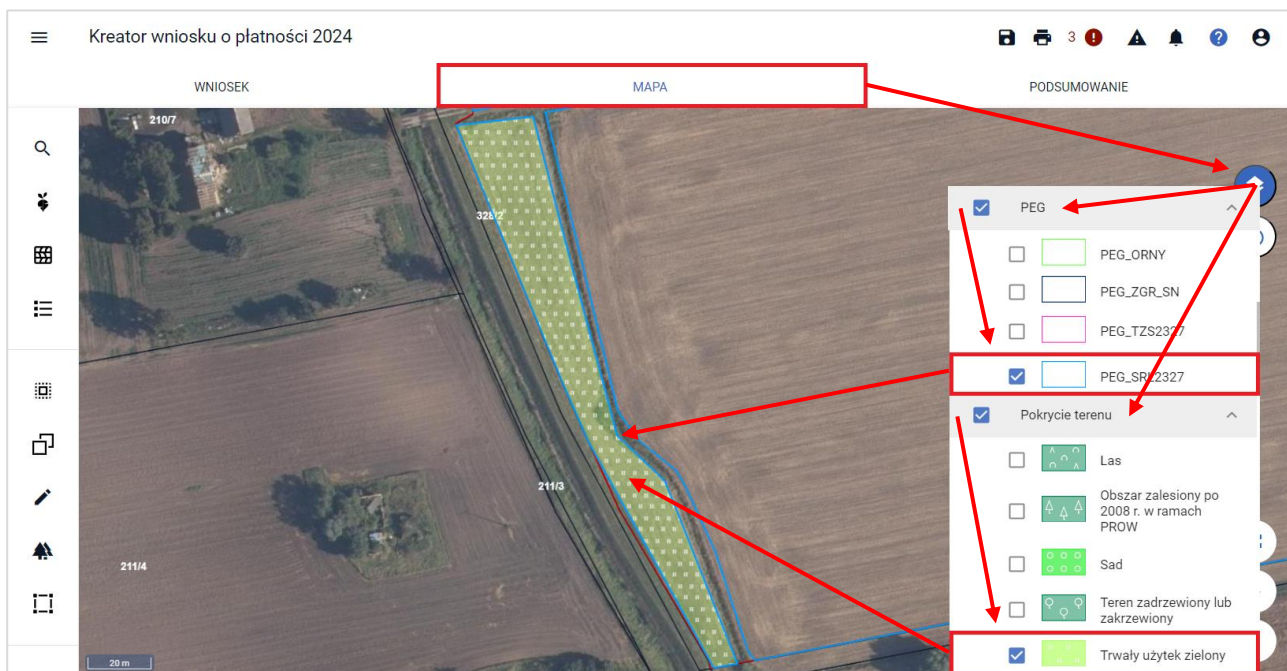 Kreator wniosku o płatności 2024
3
WNIOSEK
MAPA
PODSUMOWANIE
210/7
328/2
211/3
211/4
20 m
PEG
PEG_ORNY
PEG_ZGR_SN
PEG_TZS2327
PEG_SRK2327
Pokrycie terenu
Las
Obszar zalesiony po
2008 r. w ramach
PROW
Sad
Teren zadrzewiony lub
zakrzewiony
Trwały użytek zielony